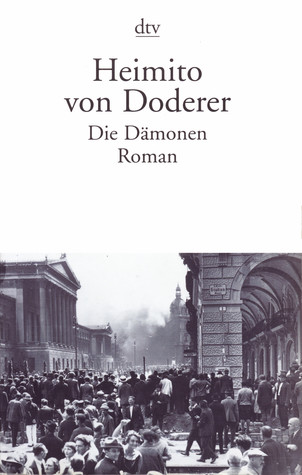 dtv
Heimito
von Doderer
Die Dämonen
Roman